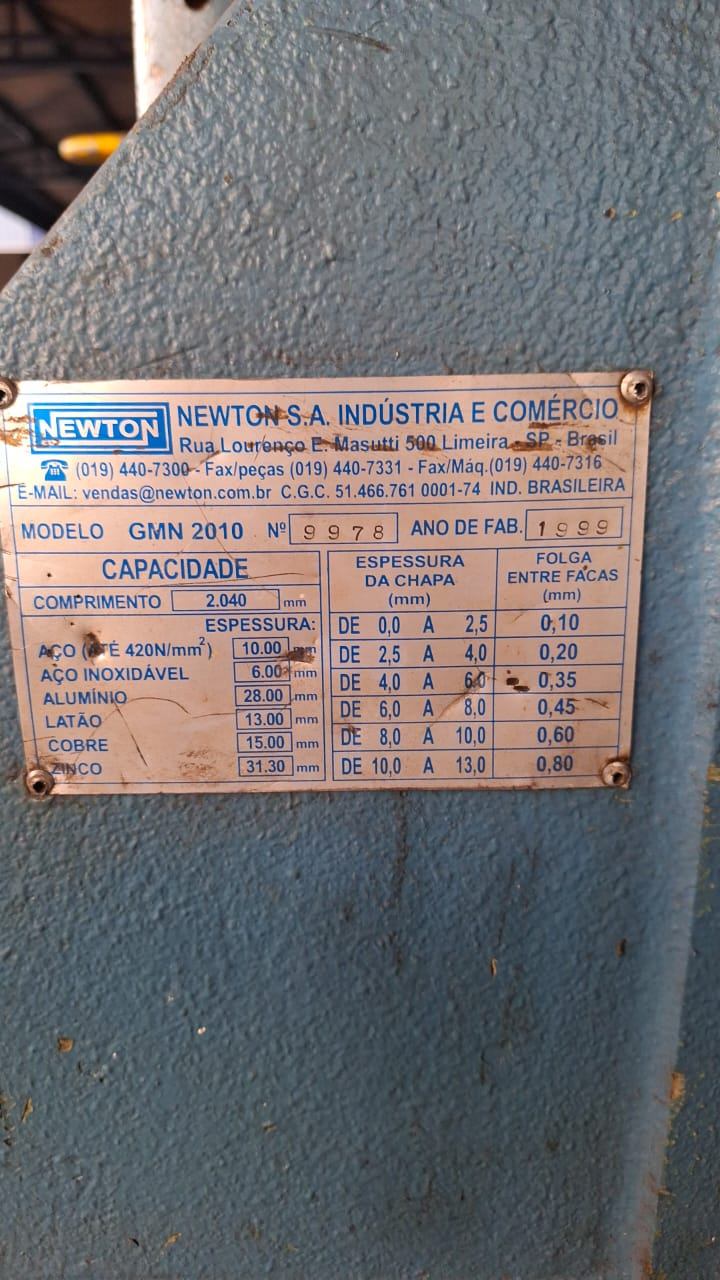 NEWTON
NEWTON S.A. INDÚSTRIA E COMÉRCIO
Rua Lourenço E. Masutti 500 Limeira - SP - Brasil
(019) 440-7300 - Fax/peças (019) 440-7331 - Fax/Máq.(019) 440-7316
E-MAIL: vendas@newton.com.br C.G.C. 51.466.761 0001-74 IND. BRASILEIRA
MODELO GMN 2010 Nº 9978 ANO DE FAB. 1999
CAPACIDADE
COMPRIMENTO 2.040 mm
ESPESSURA:
AÇO (ATÉ 420N/mm²) 10.00 mm
AÇO INOXIDÁVEL 6.00 mm
ALUMÍNIO 28.00 mm
LATÃO 13.00 mm
COBRE 15.00 mm
ZINCO 31.30 mm
ESPESSURA DA CHAPA (mm)
FOLGA ENTRE FACAS (mm)
DE 0,0 A 2,5 0,10
DE 2,5 A 4,0 0,20
DE 4,0 A 6,0 0,35
DE 6,0 A 8,0 0,45
DE 8,0 A 10,0 0,60
DE 10,0 A 13,0 0,80